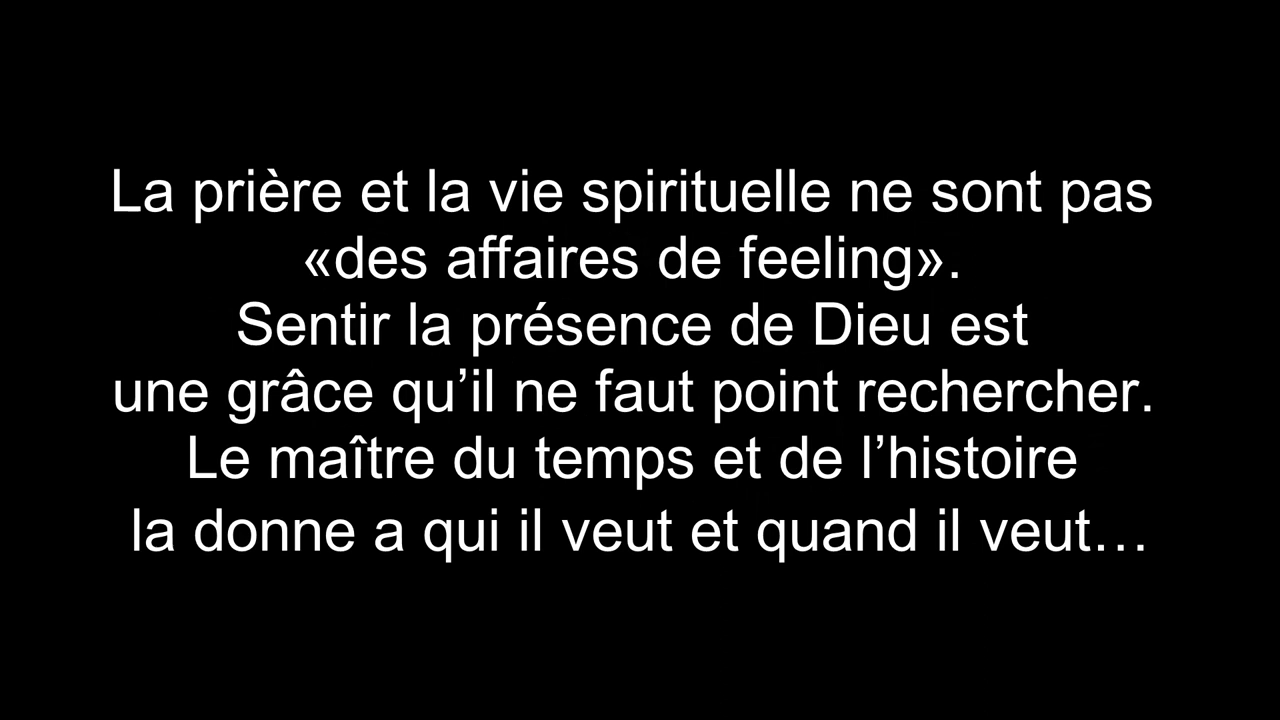 La prière et la vie spirituelle ne sont pas
«des affaires de feeling».
Sentir la présence de Dieu est
une grâce qu’il ne faut point rechercher.
Le maître du temps et de l’histoire
la donne a qui il veut et quand il veut…